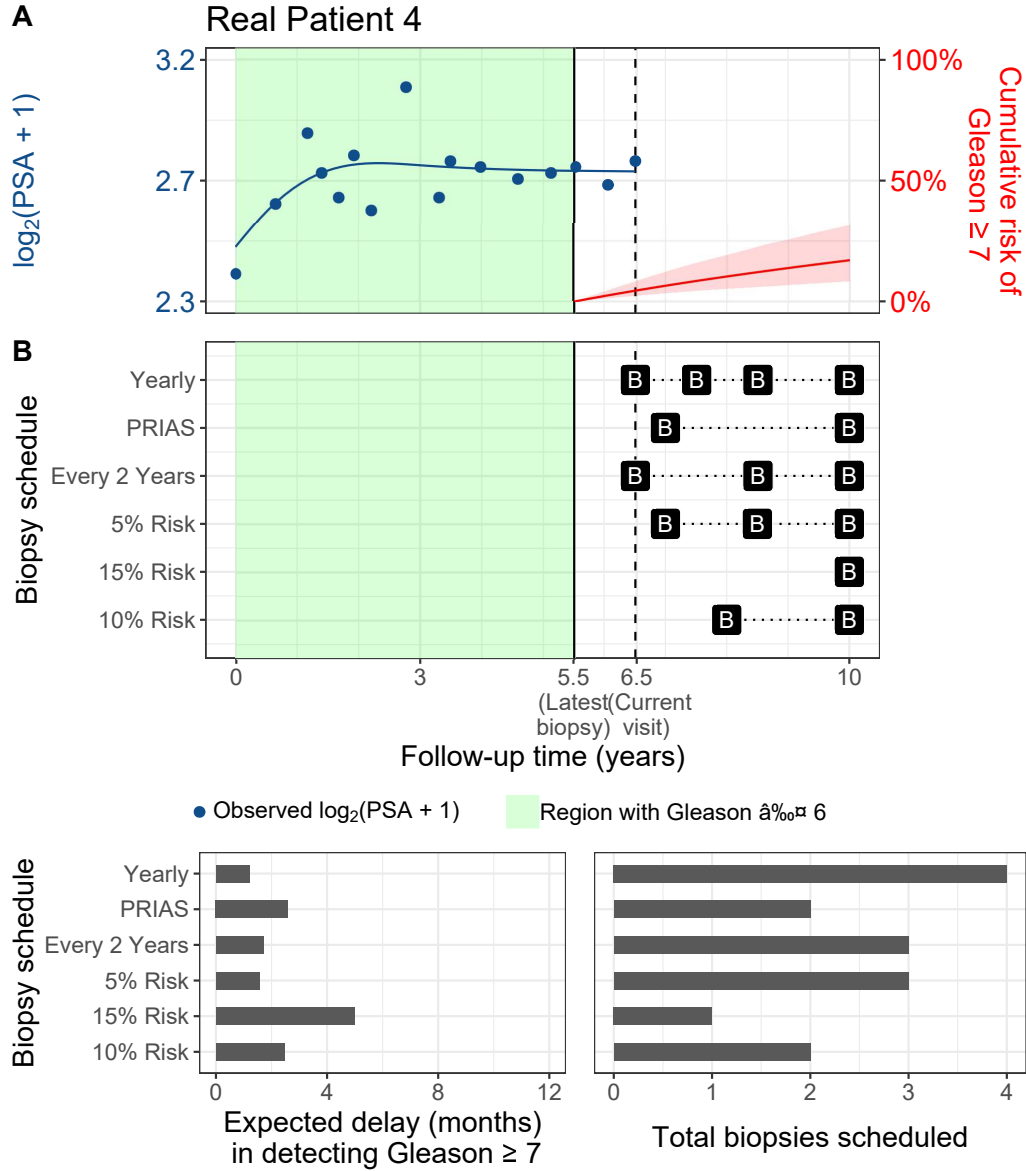 A
Real Patient 4
3.2
2.7
2.3
log₂(PSA + 1)
100%
50%
0%
Cumulative risk of
Gleason ≥ 7
B
Biopsy schedule
Yearly
B B B B
PRIAS
B B
Every 2 Years
B B B
5% Risk
B B B
15% Risk
B
10% Risk
B B
0 3 5.5 6.5 10
(Latest (Current
biopsy) visit)
Follow-up time (years)
Observed log₂(PSA + 1)
Region with Gleason â‰¤ 6
Biopsy schedule
Yearly
PRIAS
Every 2 Years
5% Risk
15% Risk
10% Risk
0 4 8 12
Expected delay (months)
in detecting Gleason ≥ 7
0 1 2 3 4
Total biopsies scheduled